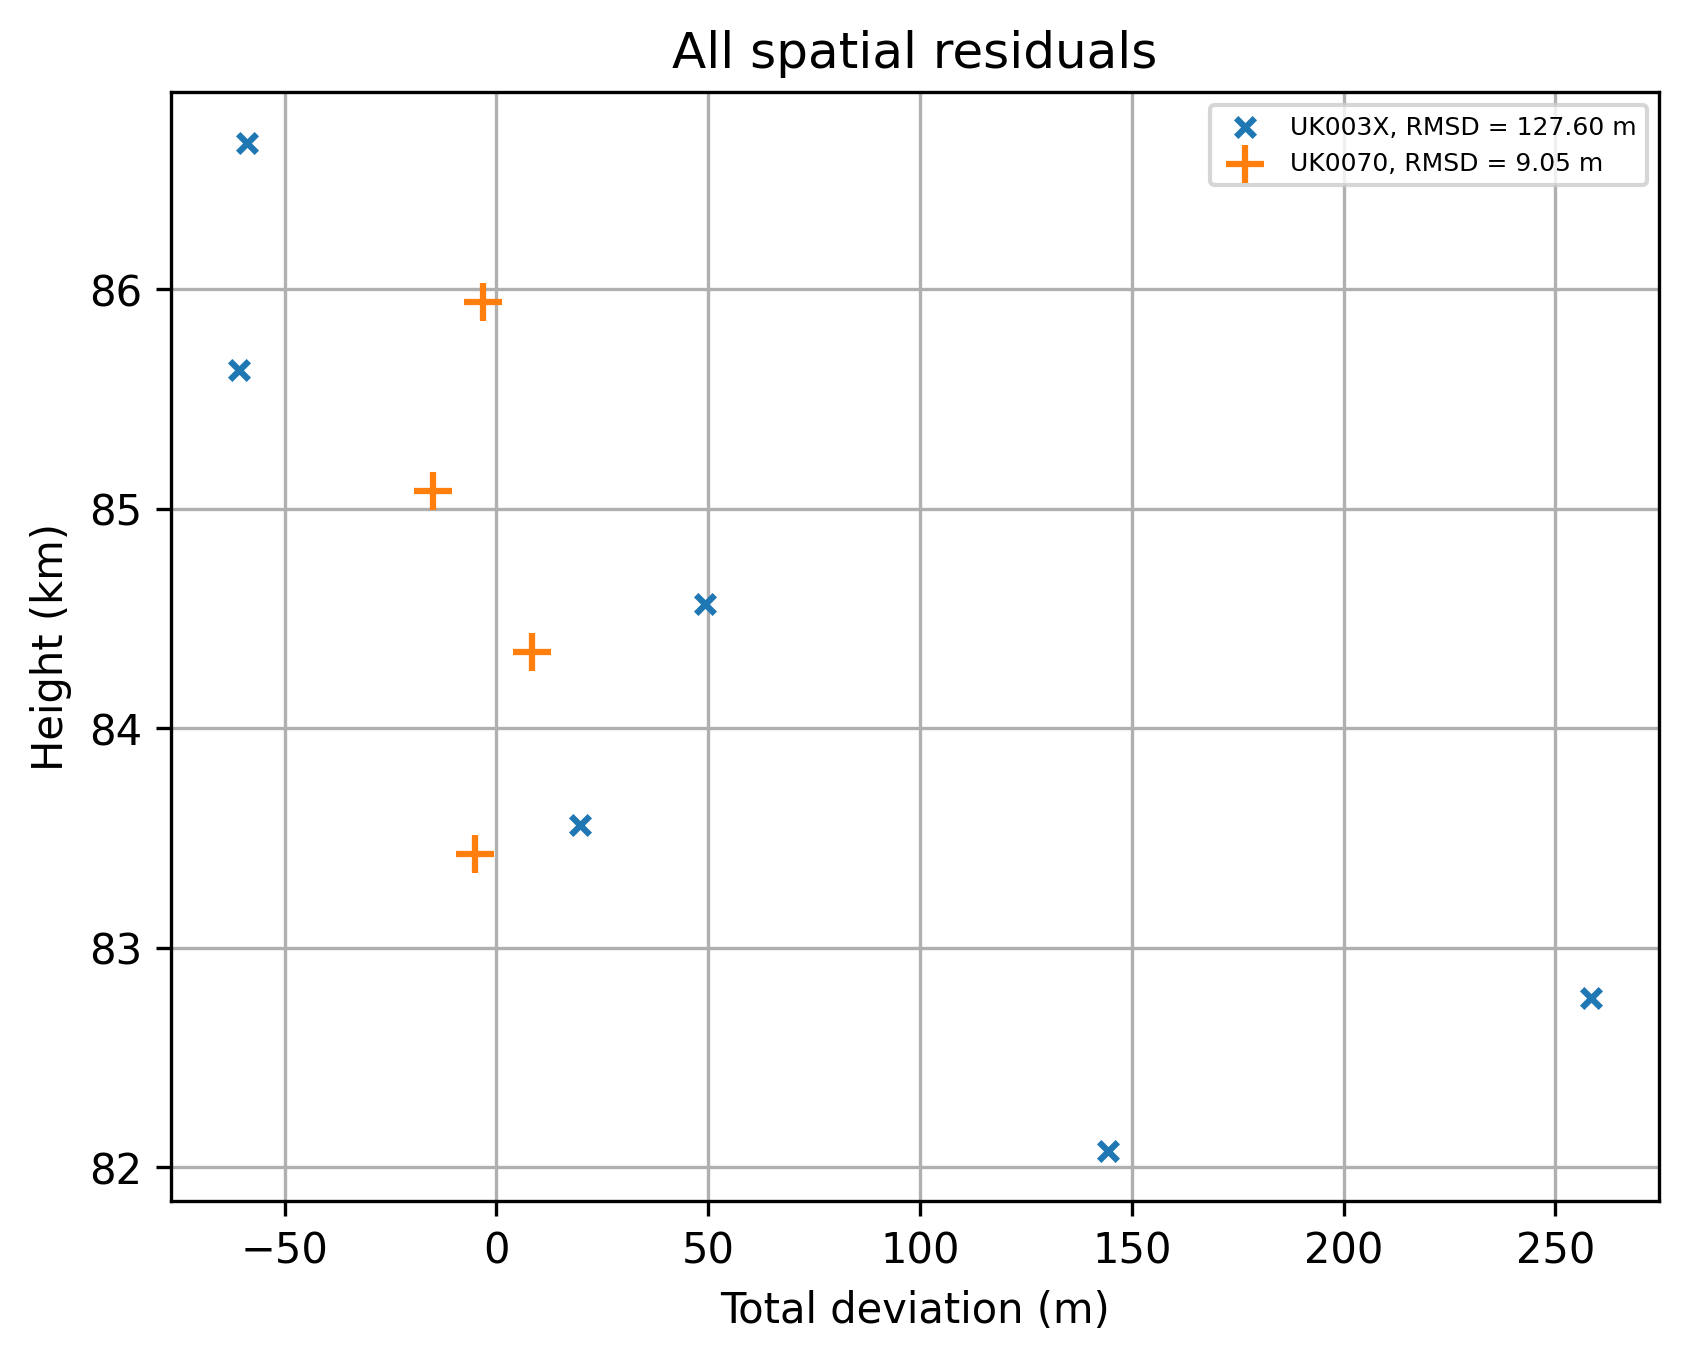 All spatial residuals
UK003X, RMSD = 127.60 m
UK0070, RMSD = 9.05 m
Height (km)
86
85
84
83
82
−50 0 50 100 150 200 250
Total deviation (m)